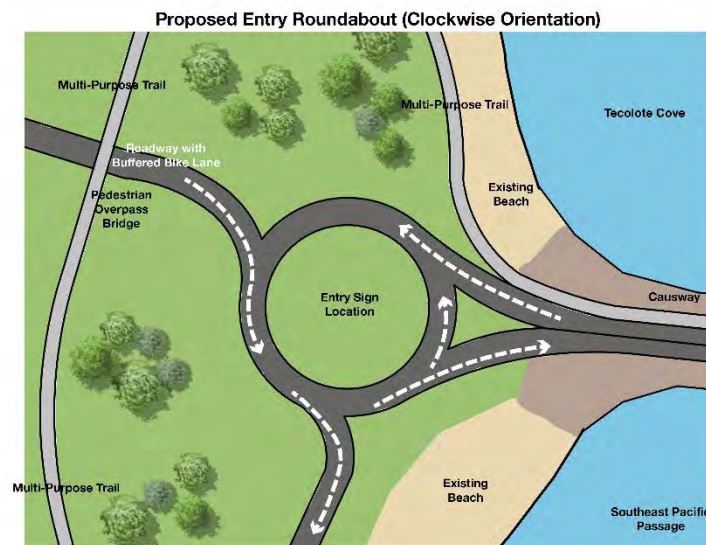 Proposed Entry Roundabout (Clockwise Orientation)
Multi-Purpose Trail
Multi-Purpose Trail
Tecolote Cove
Roadway with
Buffered Bike Lane
Pedestrian
Overpass
Bridge
Existing
Beach
Entry Sign
Location
Causway
Multi-Purpose Trail
Existing
Beach
Southeast Pacific
Passage